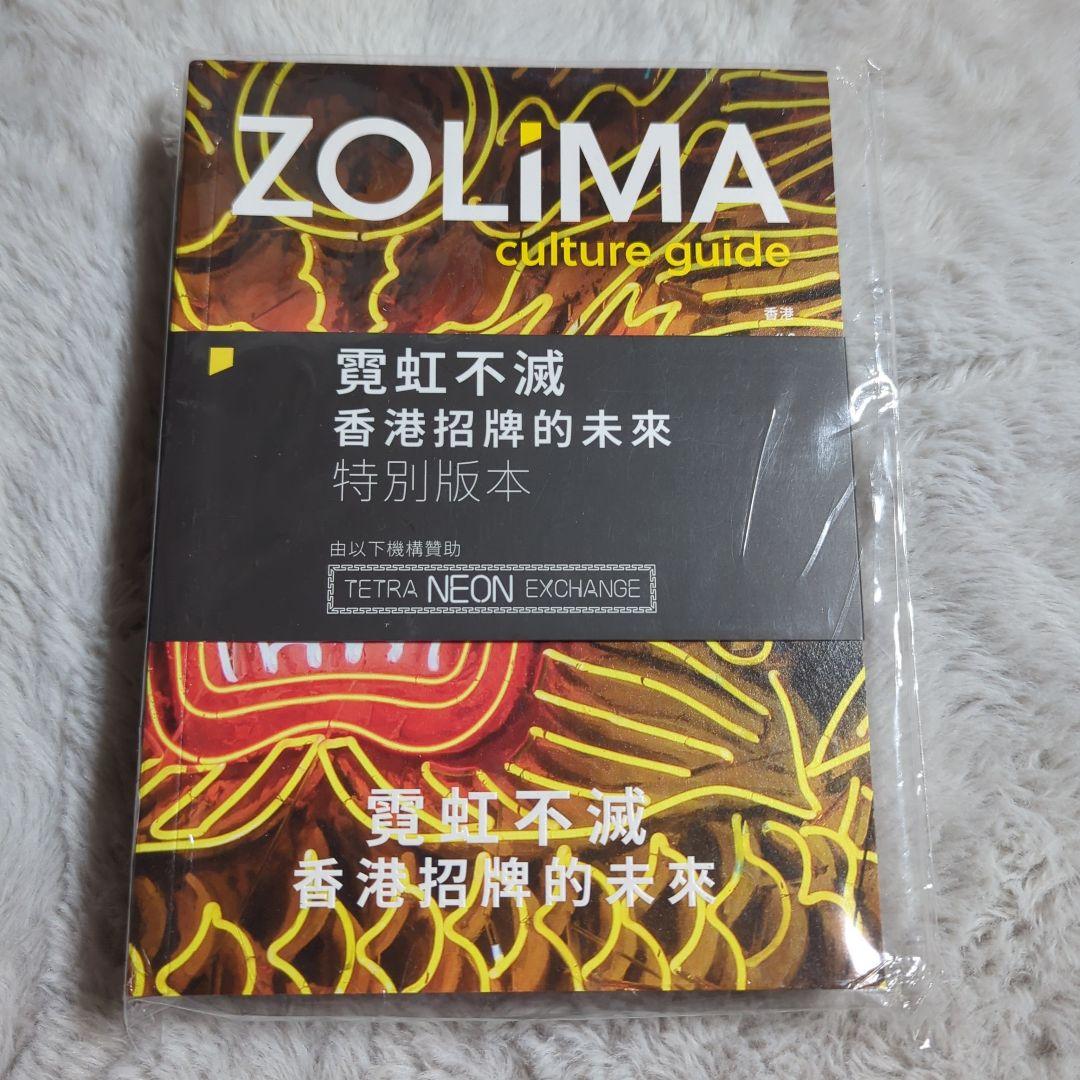 ZOLiMA
culture guide
香港
霓虹不滅
香港招牌的未來
特別版本
由以下機構贊助
TETRA NEON EXCHANGE
霓虹不滅
香港招牌的未來